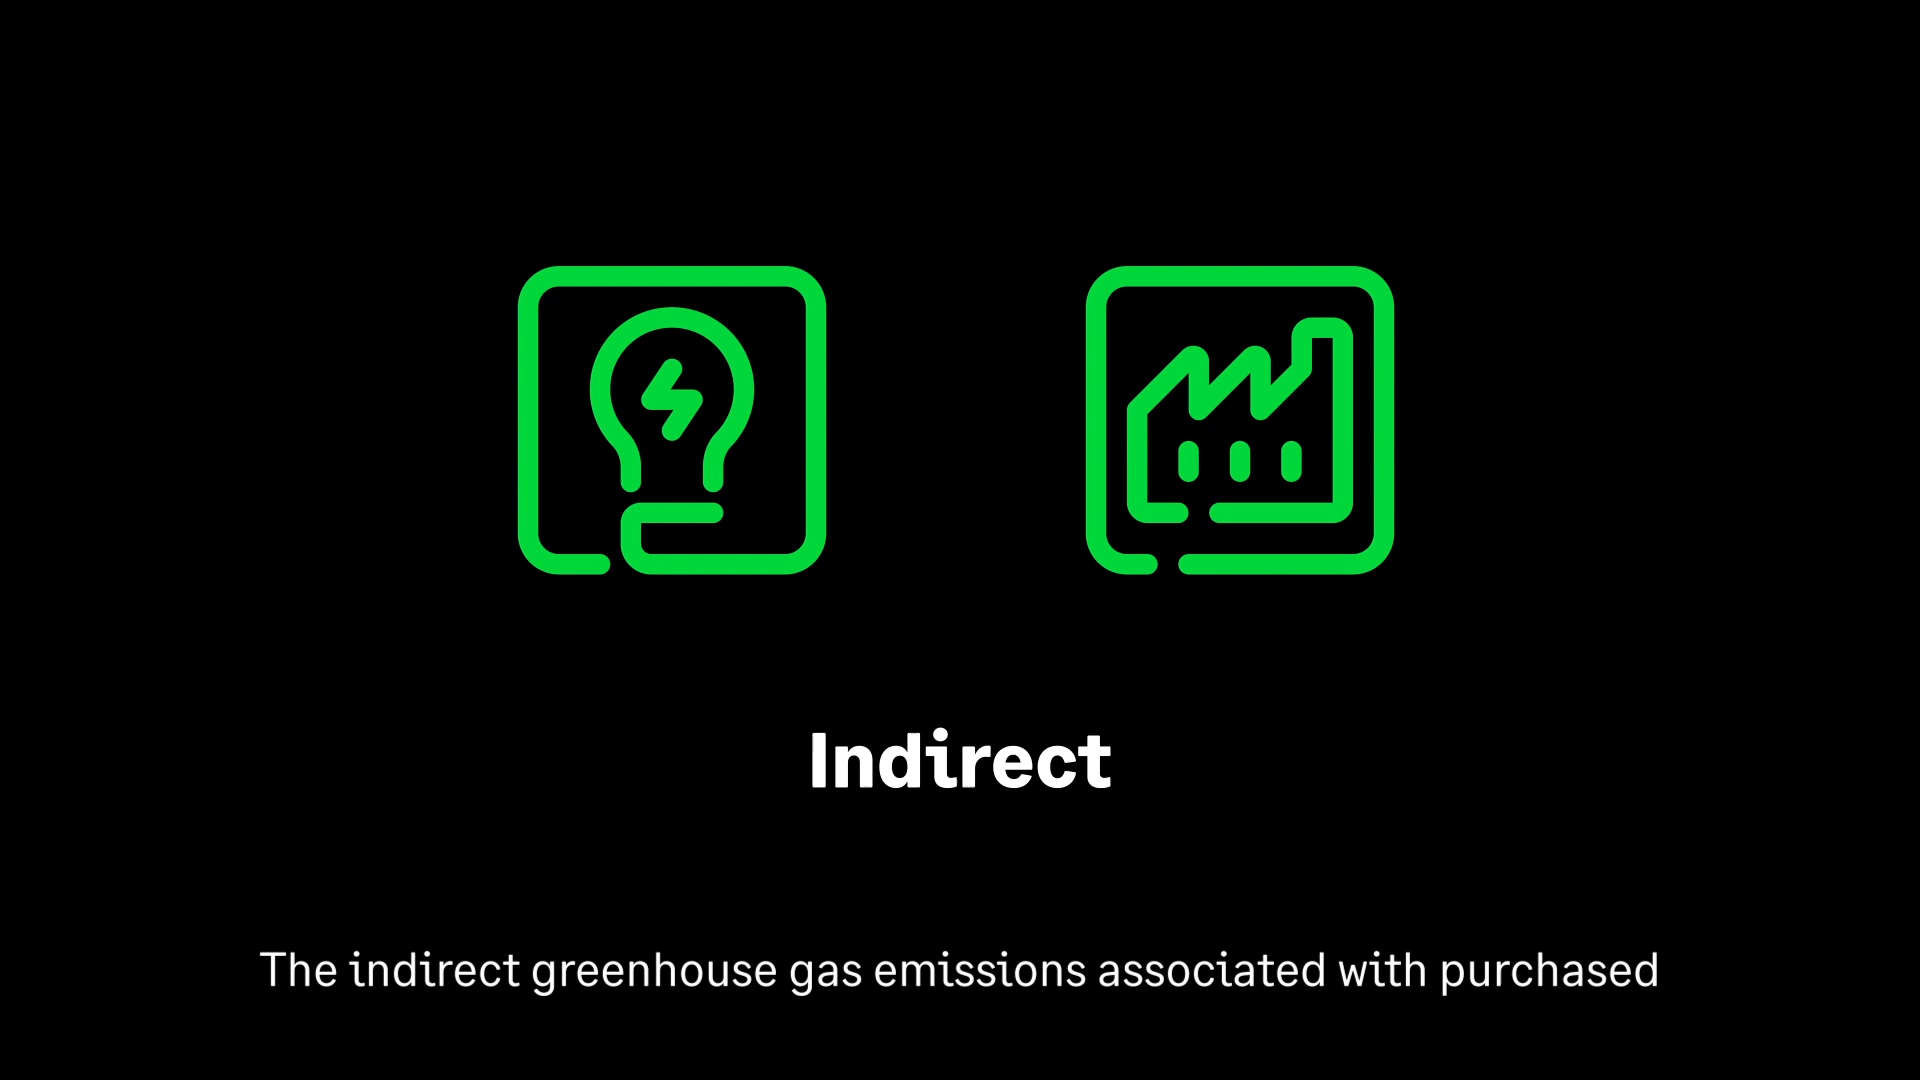 Indirect
The indirect greenhouse gas emissions associated with purchased